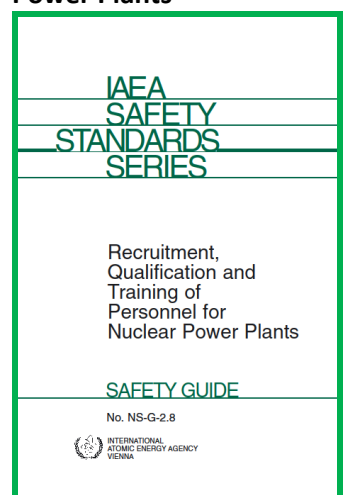 Power Plants
IAEA
SAFETY
STANDARDS
SERIES
Recruitment,
Qualification and
Training of
Personnel for
Nuclear Power Plants
SAFETY GUIDE
No. NS-G-2.8
INTERNATIONAL
ATOMIC ENERGY AGENCY
VIENNA